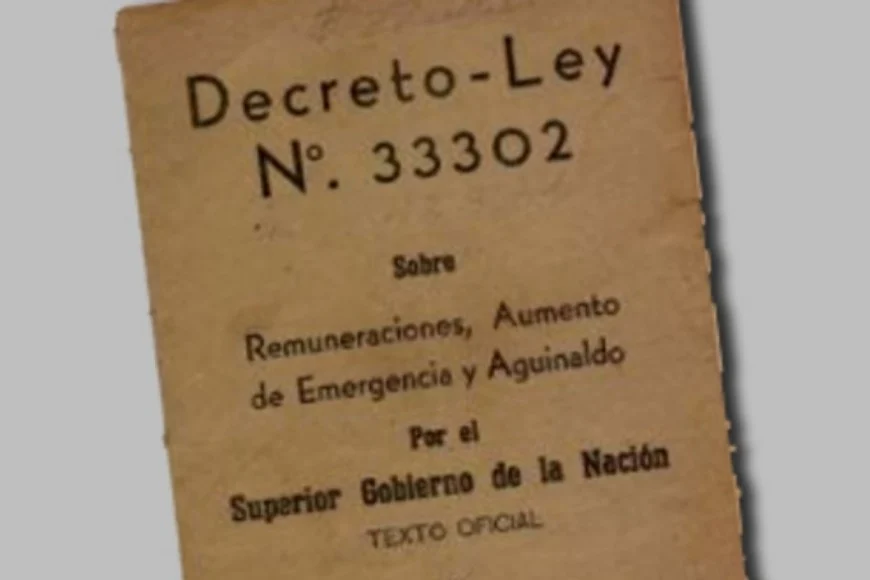 Decreto-Ley
Nº. 33302
Sobre
Remuneraciones, Aumento
de Emergencia y Aguinaldo
Por el
Superior Gobierno de la Nación
TEXTO OFICIAL